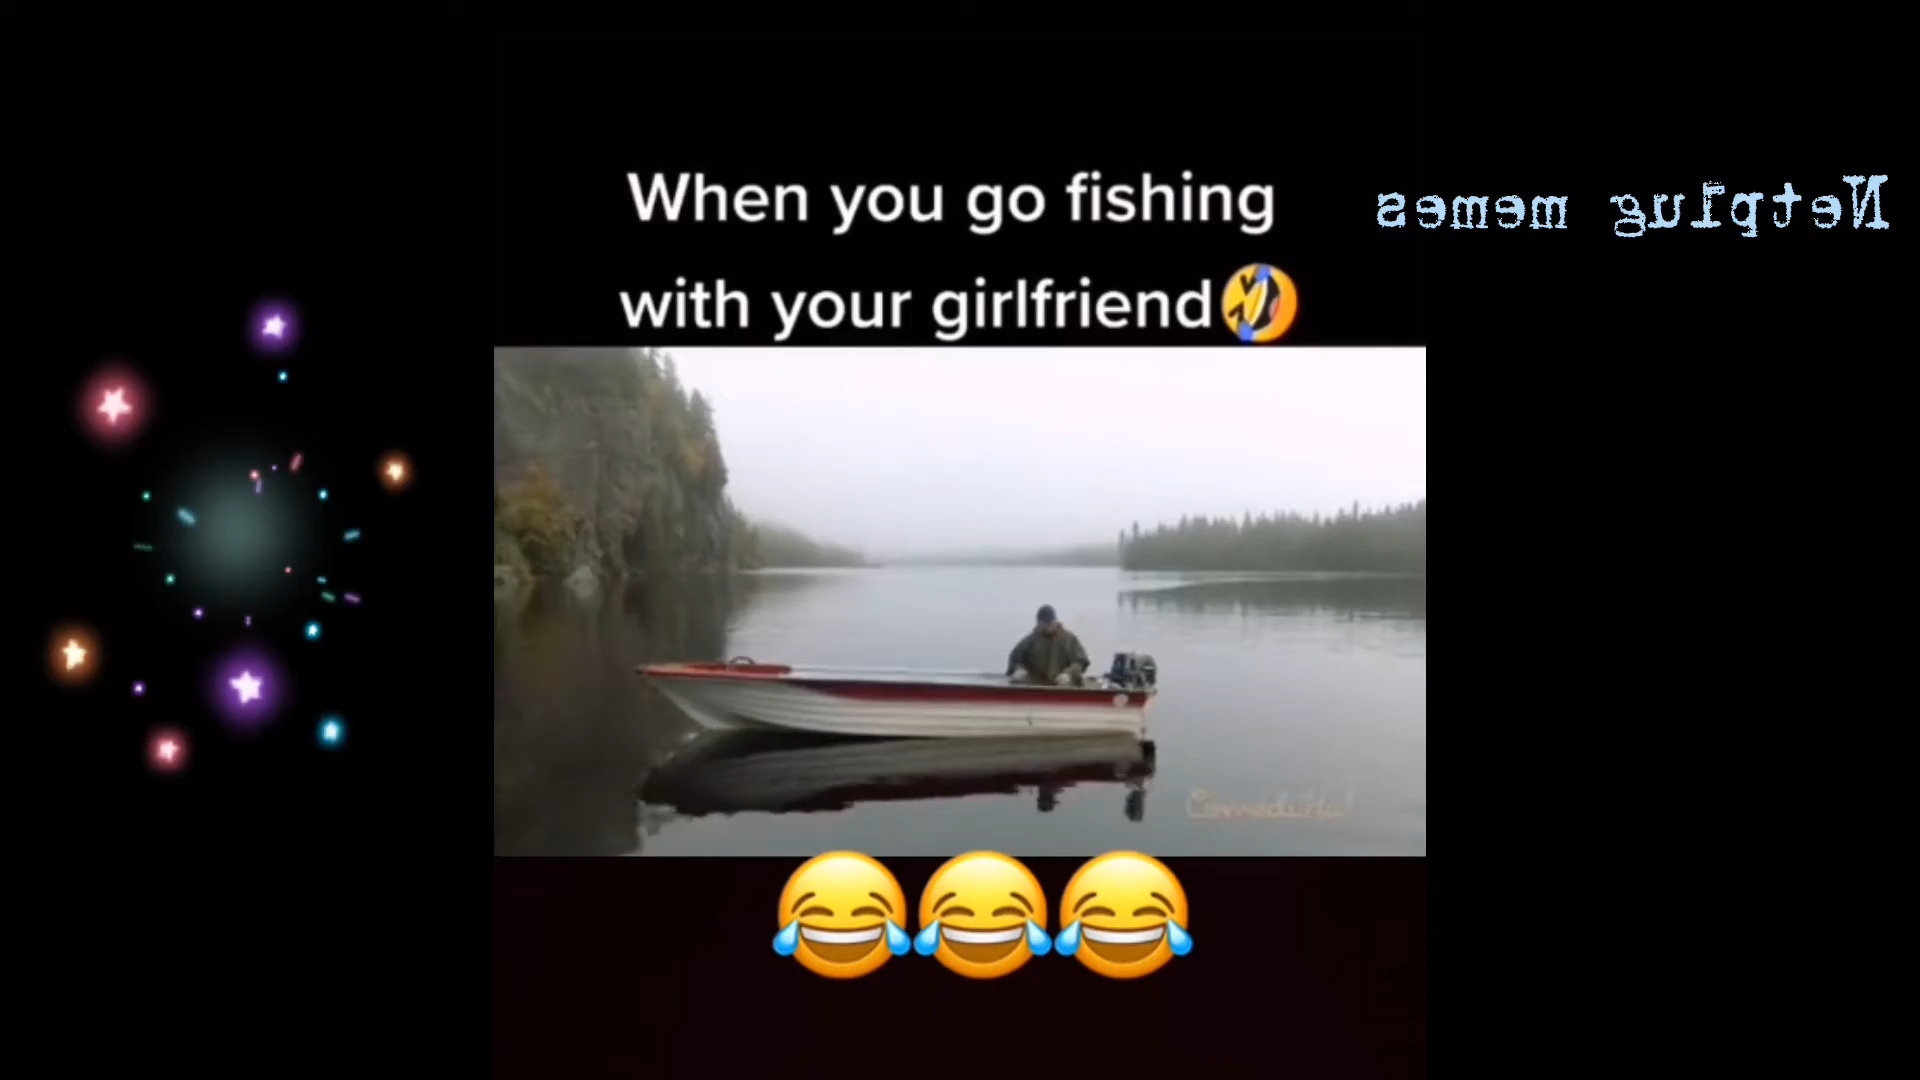 When you go fishing
with your girlfriend🤣
Netplug memes
😂😂😂